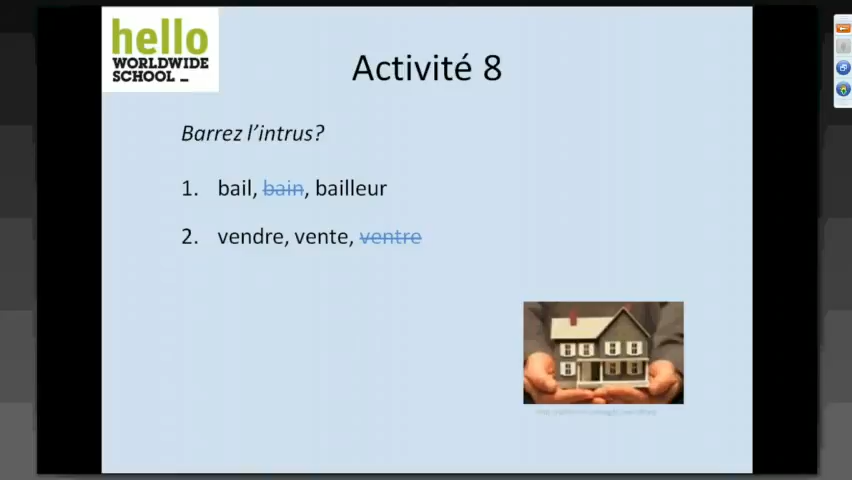 hello
WORLDWIDE
SCHOOL _
Activité 8
Barrez l'intrus?
1. bail, bain, bailleur
2. vendre, vente, ventre